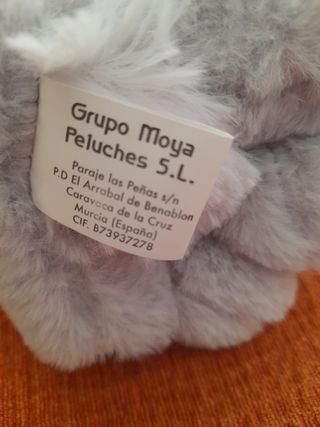 Grupo Moya
Peluches S.L.
Paraje las Peñas s/n
P.D El Arrabal de Benablon
Caravaca de la Cruz
Murcia (España)
CIF. B73937278